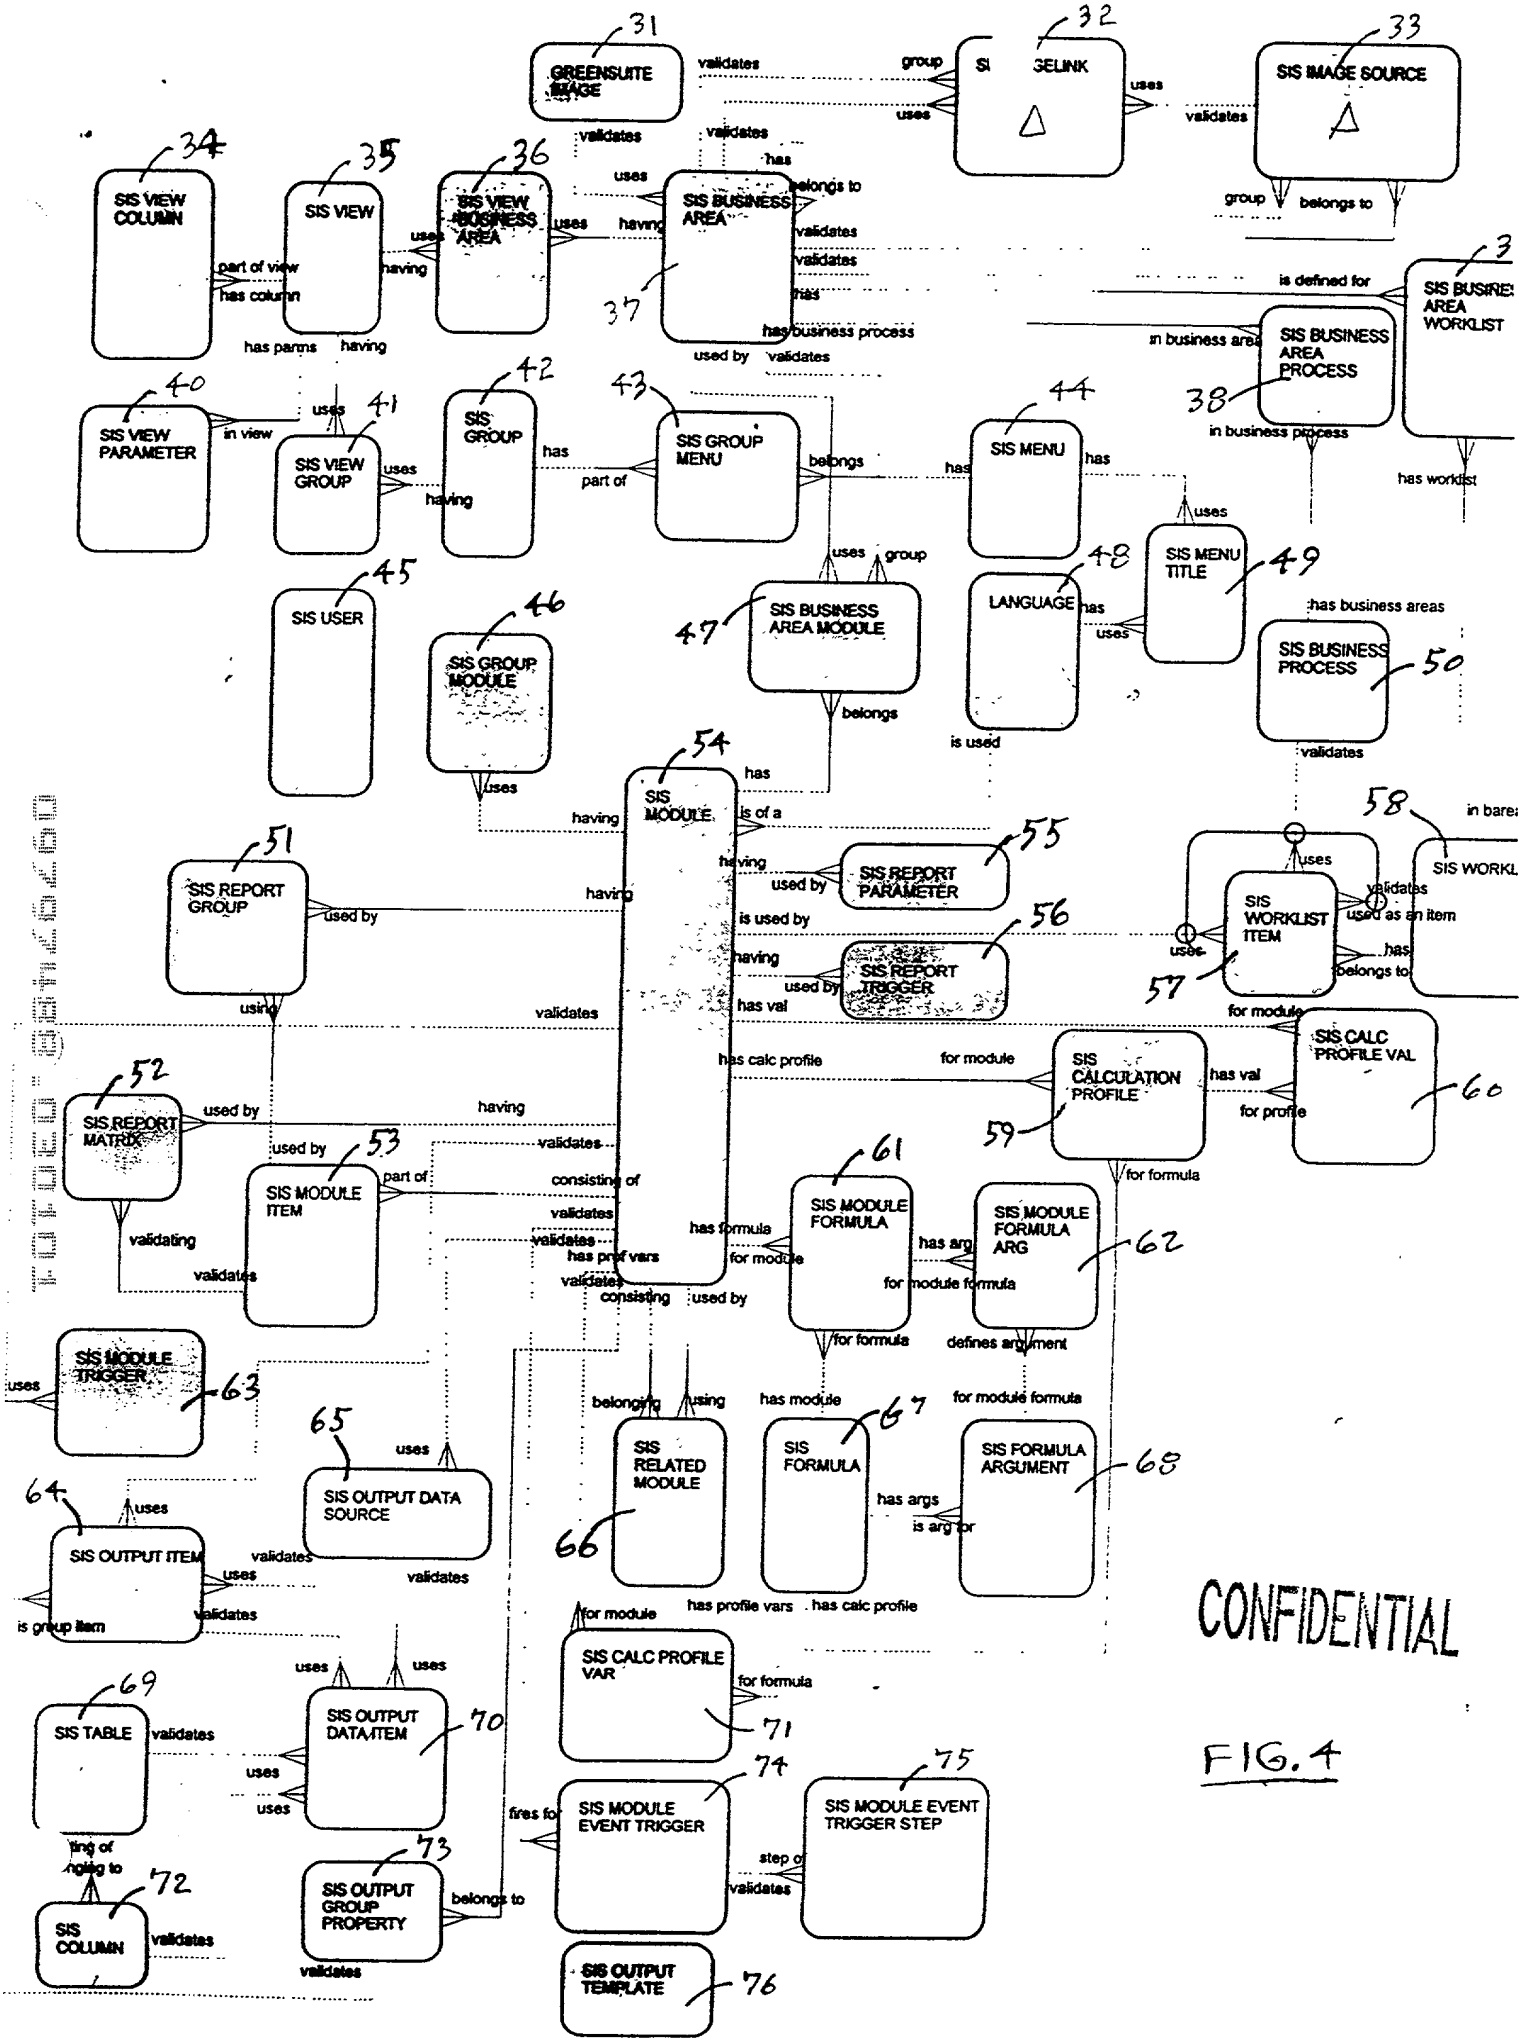 31
32
33
GREENSUITE
IMAGE
validates
group
uses
GELINK
uses
validates
SIS IMAGE SOURCE
group
belongs to
34
35
36
validates
validates
has
belongs to
uses
having
SIS VIEW
COLUMN
SIS VIEW
SIS VIEW
BUSINESS
AREA
SIS BUSINESS
AREA
uses
uses
having
part of view
has column
37
validates
validates
has
has business process
is defined for
in business area
SIS BUSINES
AREA
WORKLIST
SIS BUSINESS
AREA
PROCESS
38
has parms
having
used by
validates
in business process
has worklist
40
41
42
43
44
SIS VIEW
PARAMETER
in view
uses
SIS VIEW
GROUP
uses
having
SIS
GROUP
has
part of
SIS GROUP
MENU
belongs
has
SIS MENU
has
uses
uses
group
45
46
47
48
49
SIS USER
SIS GROUP
MODULE
SIS BUSINESS
AREA MODULE
LANGUAGE
has
uses
SIS MENU
TITLE
has business areas
SIS BUSINESS
PROCESS
50
belongs
is used
validates
54
uses
having
SIS
MODULE
has
is of a
51
55
58
in barea
SIS REPORT
GROUP
used by
having
having
used by
SIS REPORT
PARAMETER
uses
validates
used as an item
SIS WORKL
is used by
56
uses
SIS
WORKLIST
ITEM
has
belongs to
57
having
used by
SIS REPORT
TRIGGER
using
validates
has val
for module
has calc profile
for module
SIS
CALCULATION
PROFILE
has val
for profile
SIS CALC
PROFILE VAL
52
59
60
SIS REPORT
MATRIX
used by
having
used by
53
validates
part of
consisting of
SIS MODULE
ITEM
for formula
61
62
validating
validates
validates
validates
has prof vars
validates
consisting
used by
has formula
for module
SIS MODULE
FORMULA
has arg
for module formula
SIS MODULE
FORMULA
ARG
for formula
defines argument
SIS MODULE
TRIGGER
uses
63
belonging
using
has module
67
for module formula
65
uses
SIS
RELATED
MODULE
SIS
FORMULA
SIS FORMULA
ARGUMENT
68
64
uses
SIS OUTPUT DATA
SOURCE
has args
is arg for
66
SIS OUTPUT ITEM
uses
validates
validates
validates
is group item
for module
has profile vars
has calc profile
CONFIDENTIAL
69
uses
uses
SIS CALC PROFILE
VAR
for formula
71
SIS TABLE
validates
uses
uses
SIS OUTPUT
DATA ITEM
70
FIG. 4
74
75
fires for
SIS MODULE
EVENT TRIGGER
SIS MODULE EVENT
TRIGGER STEP
step o
validates
ting of
nging to
72
73
SIS
COLUMN
validates
SIS OUTPUT
GROUP
PROPERTY
belongs to
validates
SIS OUTPUT
TEMPLATE
76